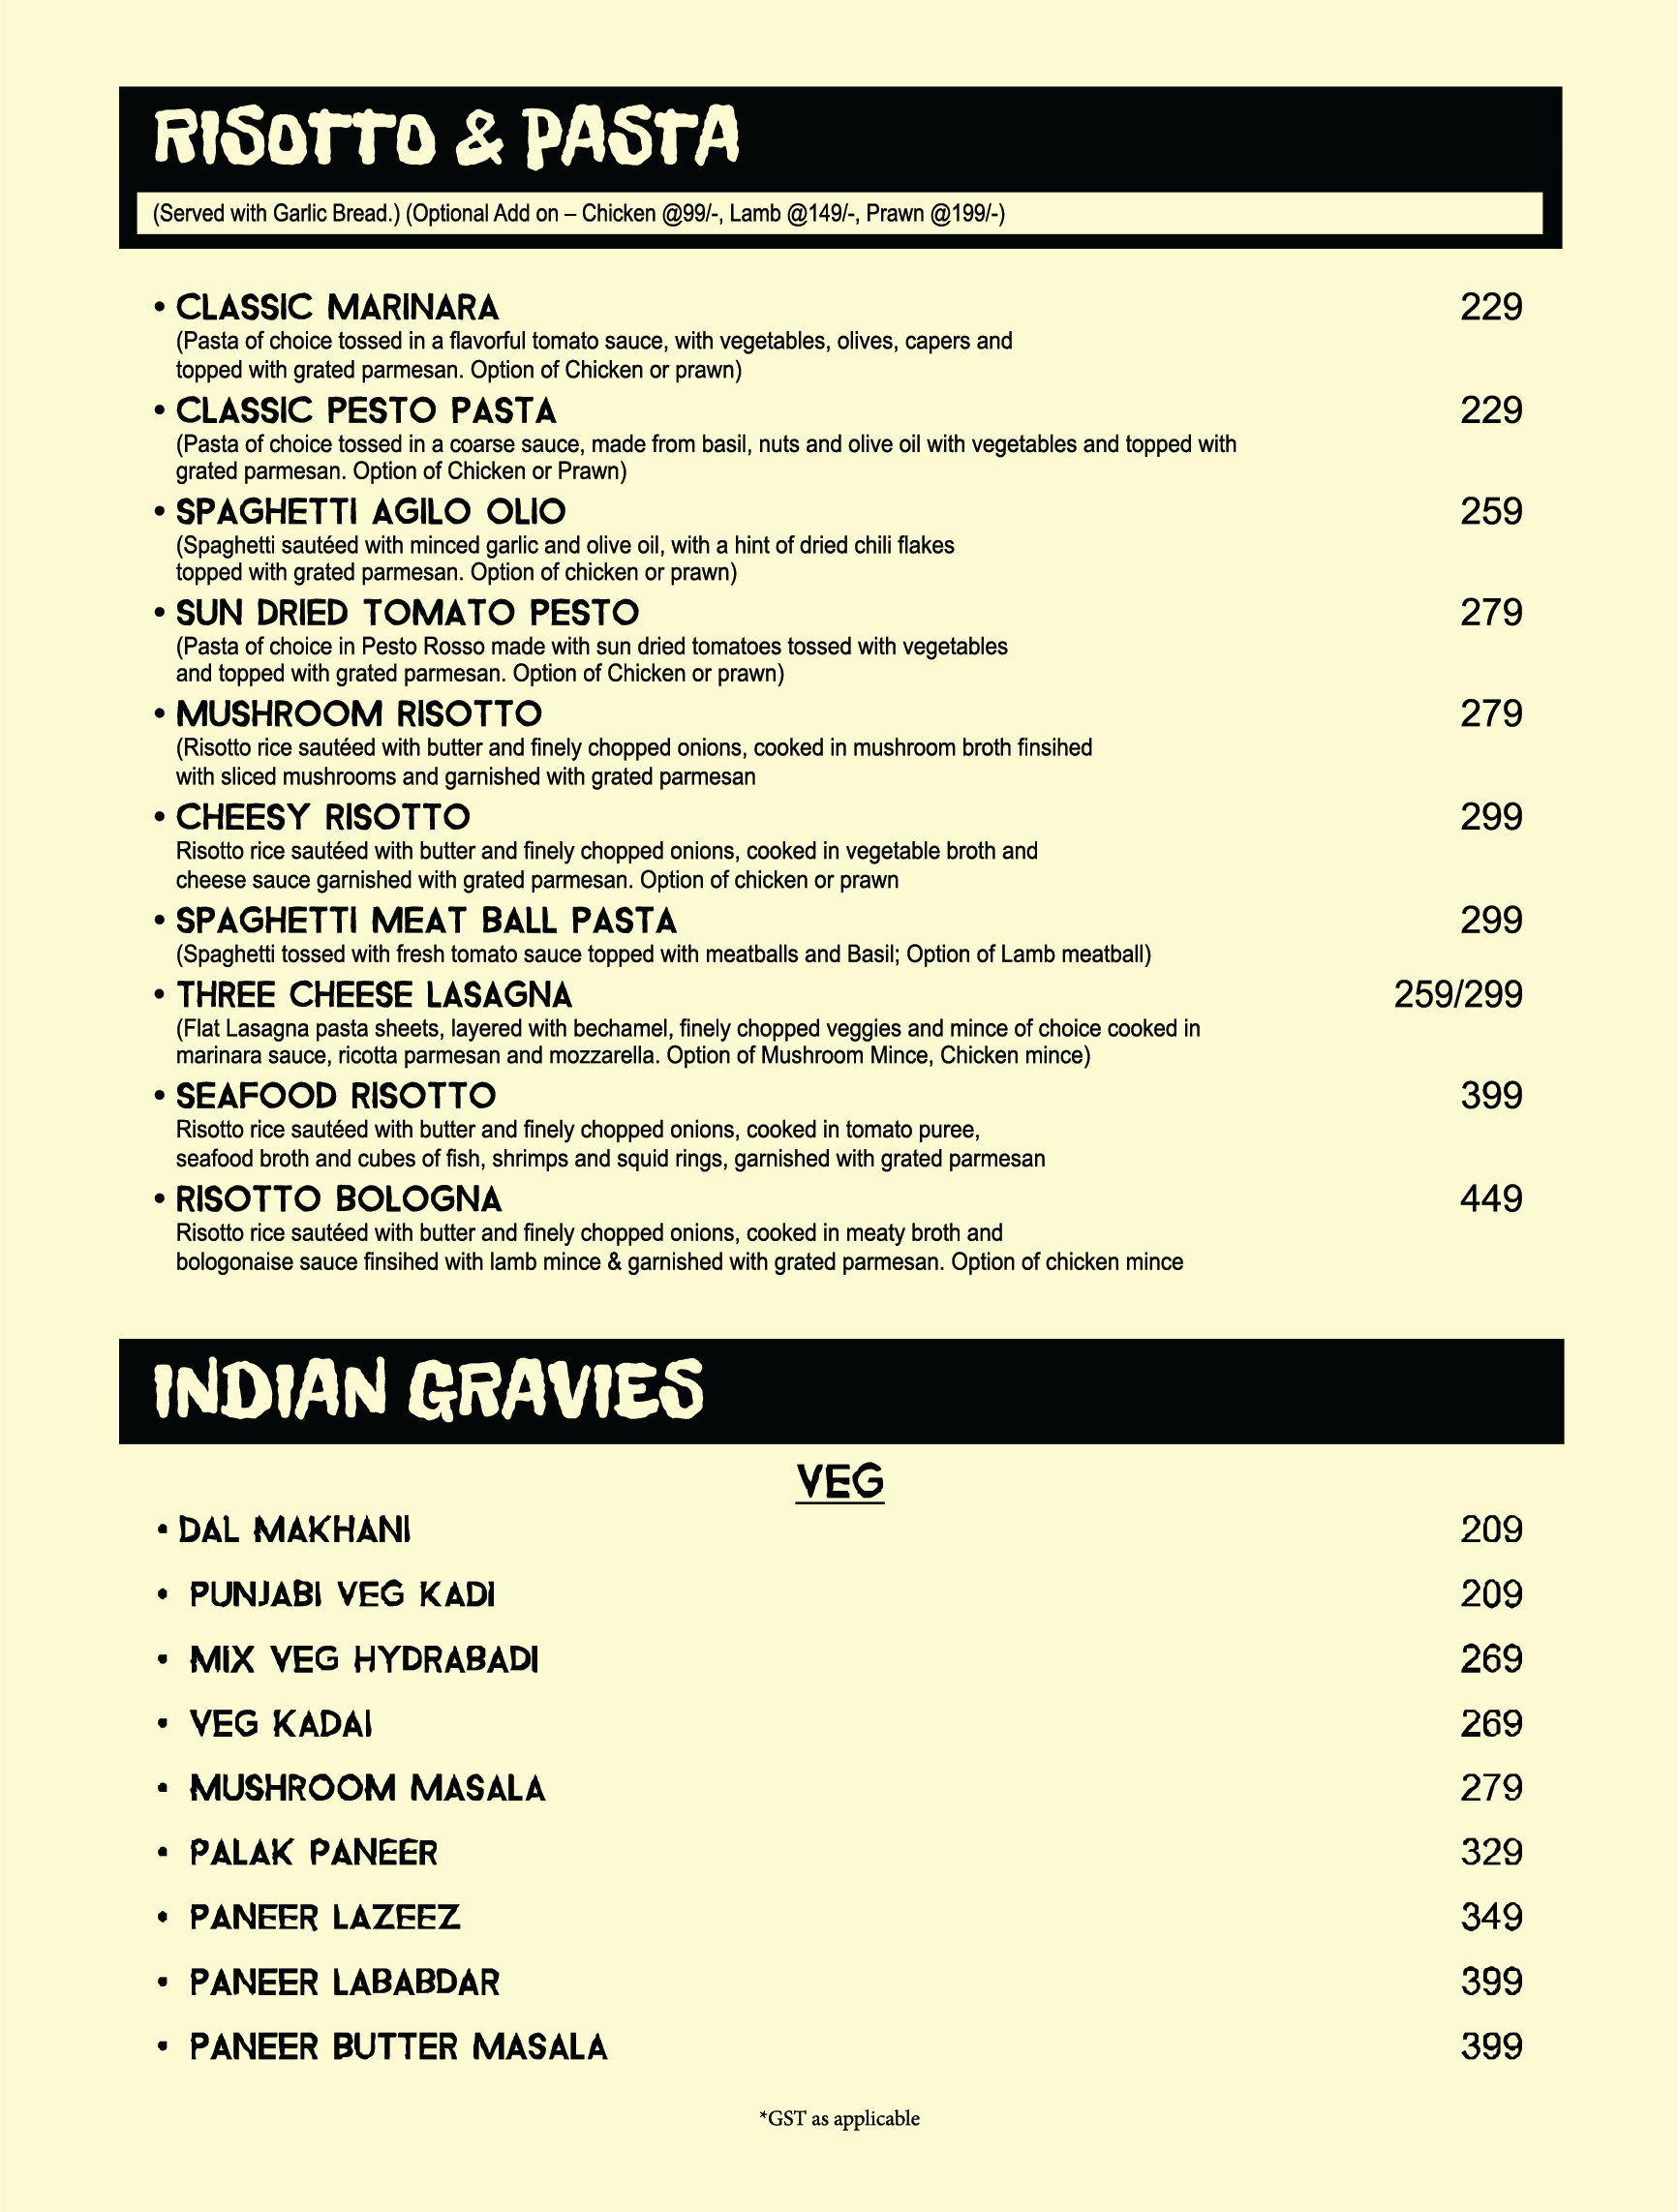 RISOTTO & PASTA
(Served with Garlic Bread.) (Optional Add on – Chicken @99/-, Lamb @149/-, Prawn @199/-)
• CLASSIC MARINARA 229
(Pasta of choice tossed in a flavorful tomato sauce, with vegetables, olives, capers and
topped with grated parmesan. Option of Chicken or prawn)
• CLASSIC PESTO PASTA 229
(Pasta of choice tossed in a coarse sauce, made from basil, nuts and olive oil with vegetables and topped with
grated parmesan. Option of Chicken or Prawn)
• SPAGHETTI AGILO OLIO 259
(Spaghetti sautéed with minced garlic and olive oil, with a hint of dried chili flakes
topped with grated parmesan. Option of chicken or prawn)
• SUN DRIED TOMATO PESTO 279
(Pasta of choice in Pesto Rosso made with sun dried tomatoes tossed with vegetables
and topped with grated parmesan. Option of Chicken or prawn)
• MUSHROOM RISOTTO 279
(Risotto rice sautéed with butter and finely chopped onions, cooked in mushroom broth finsihed
with sliced mushrooms and garnished with grated parmesan
• CHEESY RISOTTO 299
Risotto rice sautéed with butter and finely chopped onions, cooked in vegetable broth and
cheese sauce garnished with grated parmesan. Option of chicken or prawn
• SPAGHETTI MEAT BALL PASTA 299
(Spaghetti tossed with fresh tomato sauce topped with meatballs and Basil; Option of Lamb meatball)
• THREE CHEESE LASAGNA 259/299
(Flat Lasagna pasta sheets, layered with bechamel, finely chopped veggies and mince of choice cooked in
marinara sauce, ricotta parmesan and mozzarella. Option of Mushroom Mince, Chicken mince)
• SEAFOOD RISOTTO 399
Risotto rice sautéed with butter and finely chopped onions, cooked in tomato puree,
seafood broth and cubes of fish, shrimps and squid rings, garnished with grated parmesan
• RISOTTO BOLOGNA 449
Risotto rice sautéed with butter and finely chopped onions, cooked in meaty broth and
bologonaise sauce finsihed with lamb mince & garnished with grated parmesan. Option of chicken mince
INDIAN GRAVIES
VEG
• DAL MAKHANI 209
• PUNJABI VEG KADI 209
• MIX VEG HYDRABADI 269
• VEG KADAI 269
• MUSHROOM MASALA 279
• PALAK PANEER 329
• PANEER LAZEEZ 349
• PANEER LABABDAR 399
• PANEER BUTTER MASALA 399
*GST as applicable